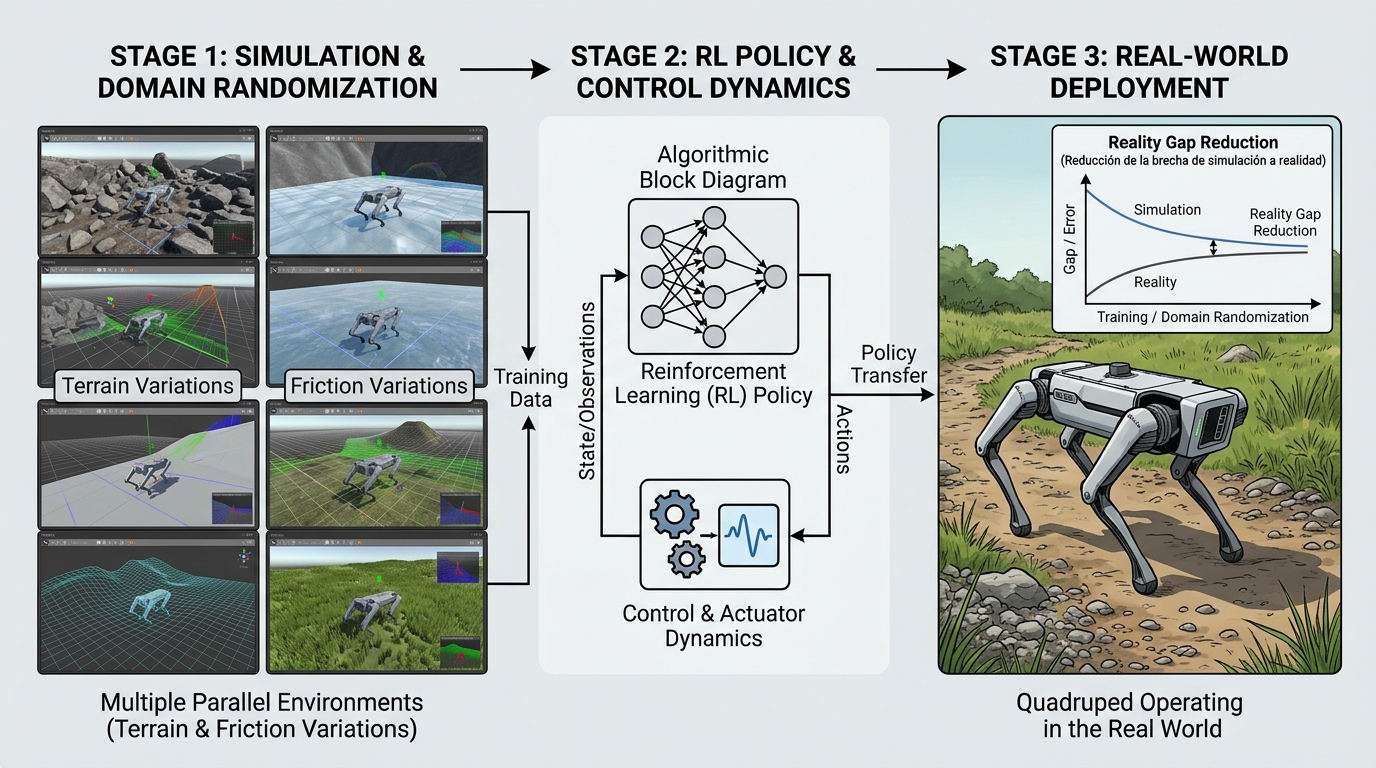 STAGE 1: SIMULATION &
DOMAIN RANDOMIZATION
STAGE 2: RL POLICY &
CONTROL DYNAMICS
STAGE 3: REAL-WORLD
DEPLOYMENT
Terrain Variations
Friction Variations
Multiple Parallel Environments
(Terrain & Friction Variations)
Training
Data
Algorithmic
Block Diagram
State/Observations
Reinforcement
Learning (RL) Policy
Actions
Control & Actuator
Dynamics
Policy
Transfer
Reality Gap Reduction
(Reducción de la brecha de simulación a realidad)
Gap / Error
Simulation
Reality Gap
Reduction
Reality
Training / Domain Randomization
Quadruped Operating
in the Real World